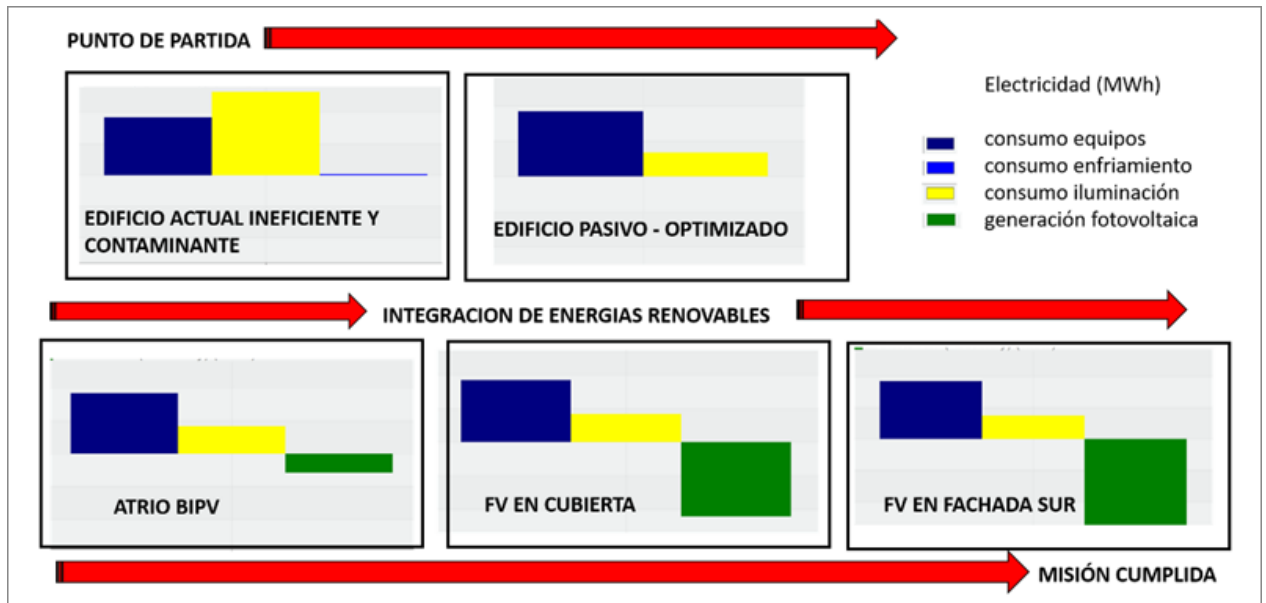 PUNTO DE PARTIDA
Electricidad (MWh)
consumo equipos
consumo enfriamiento
consumo iluminación
generación fotovoltaica
EDIFICIO ACTUAL INEFICIENTE Y
CONTAMINANTE
EDIFICIO PASIVO - OPTIMIZADO
INTEGRACION DE ENERGIAS RENOVABLES
ATRIO BIPV
FV EN CUBIERTA
FV EN FACHADA SUR
MISIÓN CUMPLIDA